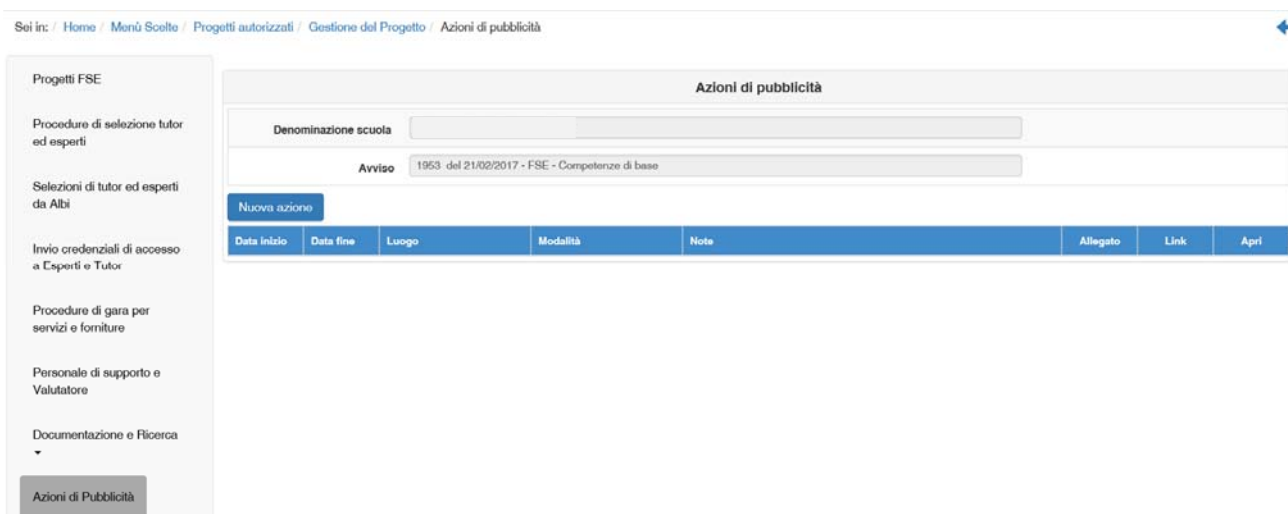 Sei in: / Home / Menù Scelte / Progetti autorizzati / Gestione del Progetto / Azioni di pubblicità
Progetti FSE
Procedure di selezione tutor
ed esperti
Selezioni di tutor ed esperti
da Albi
Invio credenziali di accesso
a Esperti e Tutor
Procedure di gara per
servizi e forniture
Personale di supporto e
Valutatore
Documentazione e Ricerca
Azioni di Pubblicità
Azioni di pubblicità
Denominazione scuola
Avviso 1953 del 21/02/2017 - FSE - Competenze di base
Nuova azione
Data inizio Data fine Luogo Modalità Note Allegato Link Apri